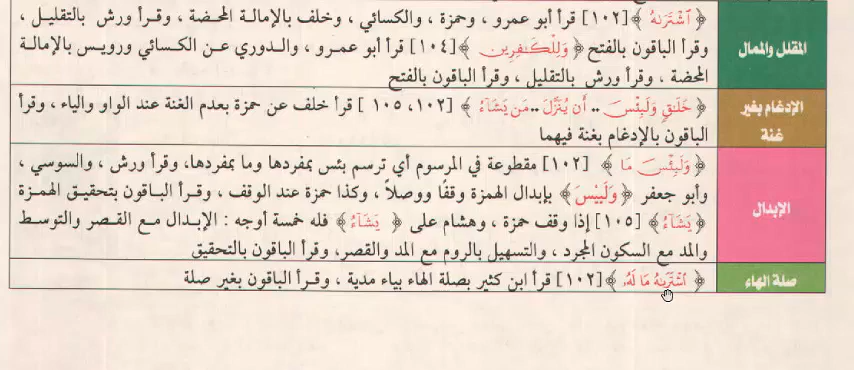 المقلل والممال
﴿ ٱشْتَرَىٰهُ ﴾ [١٠٢] قرأ أبو عمرو ، وحمزة ، والكسائي ، وخلف بالإمالة المحضة ، وقرأ ورش بالتقليل ،
وقرأ الباقون بالفتح ﴿ وَلِلْكَـٰفِرِينَ ﴾ [١٠٤] قرأ أبو عمرو ، والدوري عن الكسائي ورويس بالإمالة
المحضة ، وقرأ ورش بالتقليل ، وقرأ الباقون بالفتح
الإدغام بغير
غنة
﴿ خَلَـٰقٍ وَلَبِئْسَ .. أَن يُنَزَّلَ .. مَن يَشَآءُ ﴾ [١٠٢، ١٠٥] قرأ خلف عن حمزة بعدم الغنة عند الواو والياء ، وقرأ
الباقون بالإدغام بغنة فيهما
الإبدال
﴿ وَلَبِئْسَ مَا ﴾ [١٠٢] مقطوعة في المرسوم أي ترسم بئس بمفردها وما بمفردها، وقرأ ورش ، والسوسي ،
وأبو جعفر ﴿ وَلَبِيْسَ ﴾ بإبدال الهمزة وقفًا ووصلاً ، وكذا حمزة عند الوقف ، وقرأ الباقون بتحقيق الهمزة
﴿ يَشَآءُ ﴾ [١٠٥] إذا وقف حمزة ، وهشام على ﴿ يَشَآءُ ﴾ فله خمسة أوجه : الإبدال مع القصر والتوسط
والمد مع السكون المجرد ، والتسهيل بالروم مع المد والقصر، وقرأ الباقون بالتحقيق
صلة الهاء
﴿ ٱشْتَرَىٰهُ مَا لَهُۥ ﴾ [١٠٢] قرأ ابن كثير بصلة الهاء بياء مدية ، وقرأ الباقون بغير صلة